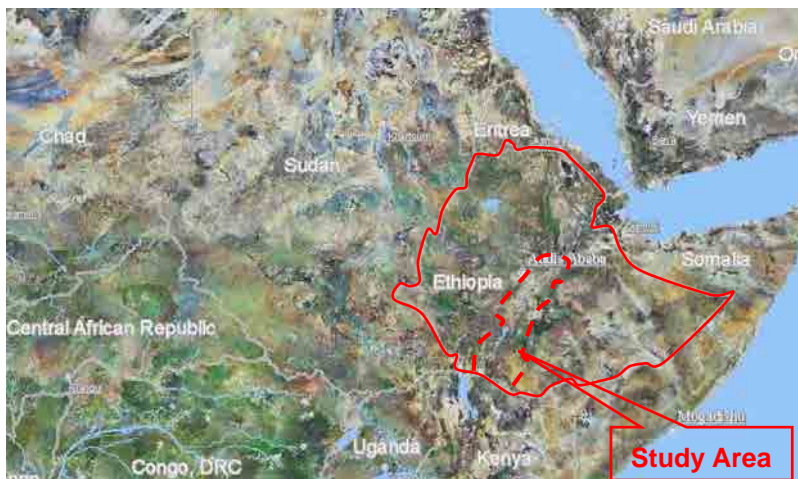 Saudi Arabia
Chad
Eritrea
Yemen
Sudan
Addis Ababa
Somalia
Ethiopia
Central African Republic
Mogadishu
Uganda
Kenya
Congo, DRC
Study Area